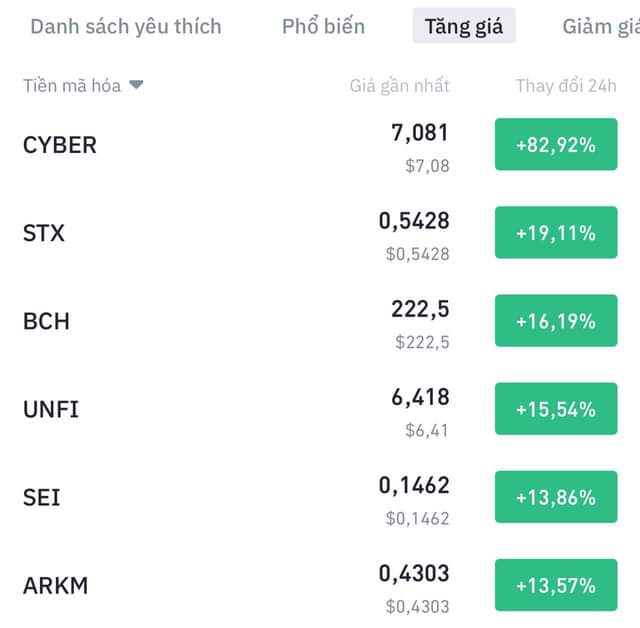 Danh sách yêu thích Phổ biến Tăng giá Giảm giá
Tiền mã hóa Giá gần nhất Thay đổi 24h
CYBER 7,081 +82,92%
$7,08
STX 0,5428 +19,11%
$0,5428
BCH 222,5 +16,19%
$222,5
UNFI 6,418 +15,54%
$6,41
SEI 0,1462 +13,86%
$0,1462
ARKM 0,4303 +13,57%
$0,4303